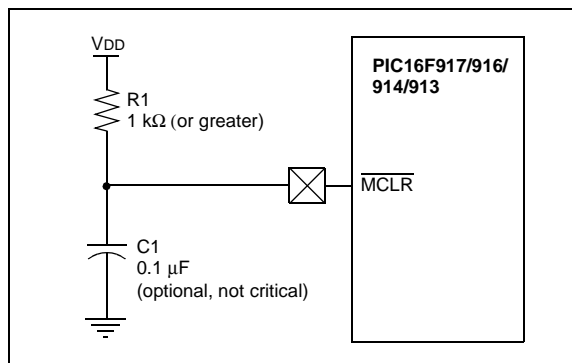 VDD
R1
1 kΩ (or greater)
C1
0.1 μF
(optional, not critical)
PIC16F917/916/
914/913
MCLR